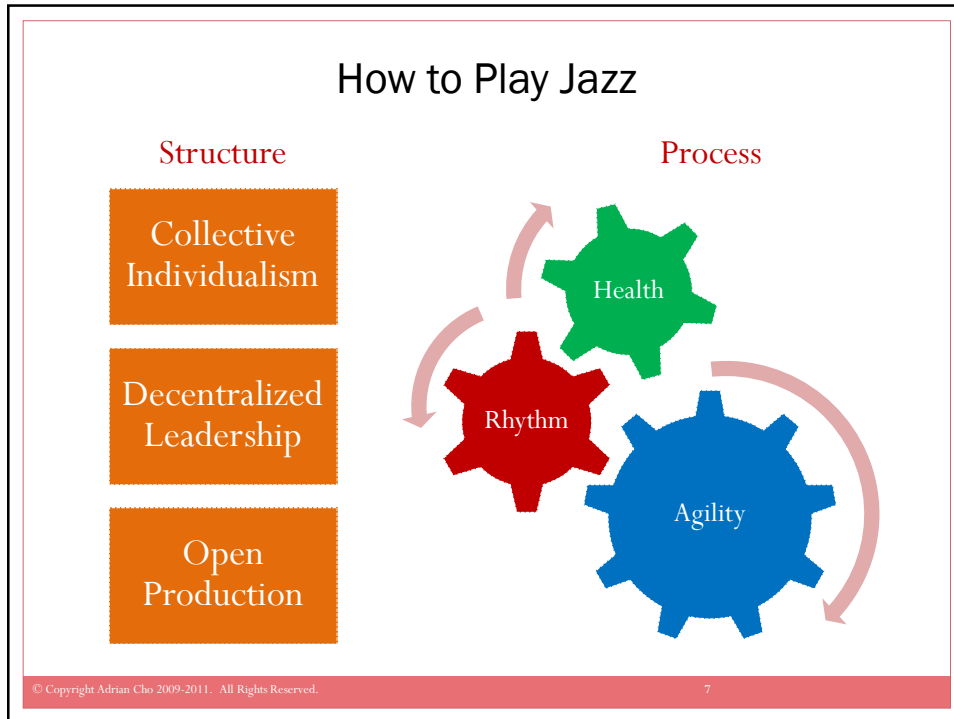 How to Play Jazz
Structure
Collective
Individualism
Decentralized
Leadership
Open
Production
Process
Health
Rhythm
Agility
© Copyright Adrian Cho 2009-2011. All Rights Reserved.
7